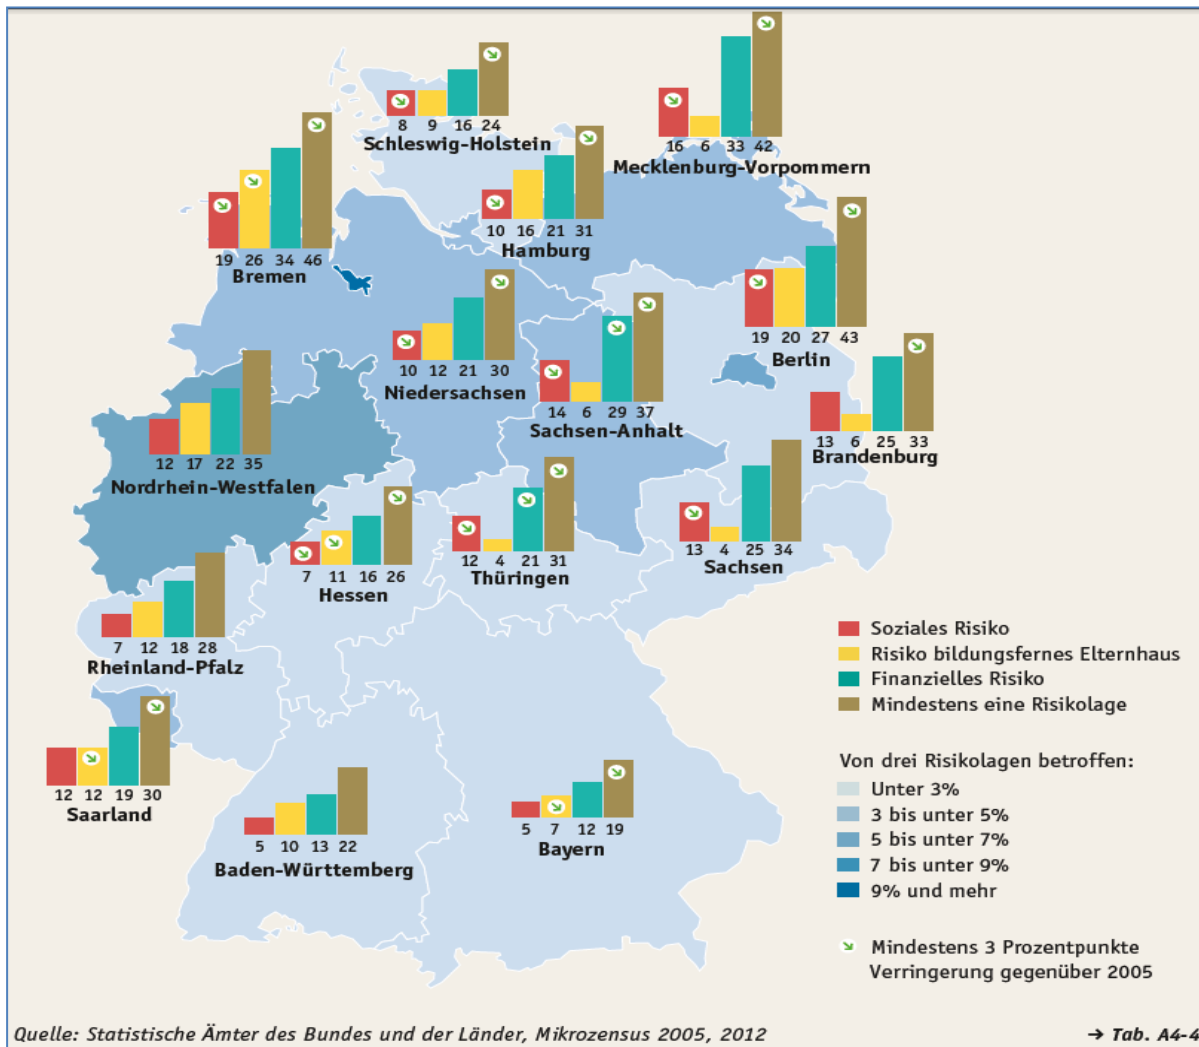 8 9 16 24
Schleswig-Holstein
16 6 33 42
Mecklenburg-Vorpommern
19 26 34 46
Bremen
10 16 21 31
Hamburg
19 20 27 43
Berlin
10 12 21 30
Niedersachsen
14 6 29 37
Sachsen-Anhalt
13 6 25 33
Brandenburg
12 17 22 35
Nordrhein-Westfalen
7 11 16 26
Hessen
12 4 21 31
Thüringen
13 4 25 34
Sachsen
7 12 18 28
Rheinland-Pfalz
12 12 19 30
Saarland
5 10 13 22
Baden-Württemberg
5 7 12 19
Bayern
Soziales Risiko
Risiko bildungsfernes Elternhaus
Finanzielles Risiko
Mindestens eine Risikolage
Von drei Risikolagen betroffen:
Unter 3%
3 bis unter 5%
5 bis unter 7%
7 bis unter 9%
9% und mehr
Mindestens 3 Prozentpunkte
Verringerung gegenüber 2005
Quelle: Statistische Ämter des Bundes und der Länder, Mikrozensus 2005, 2012
→ Tab. A4-4